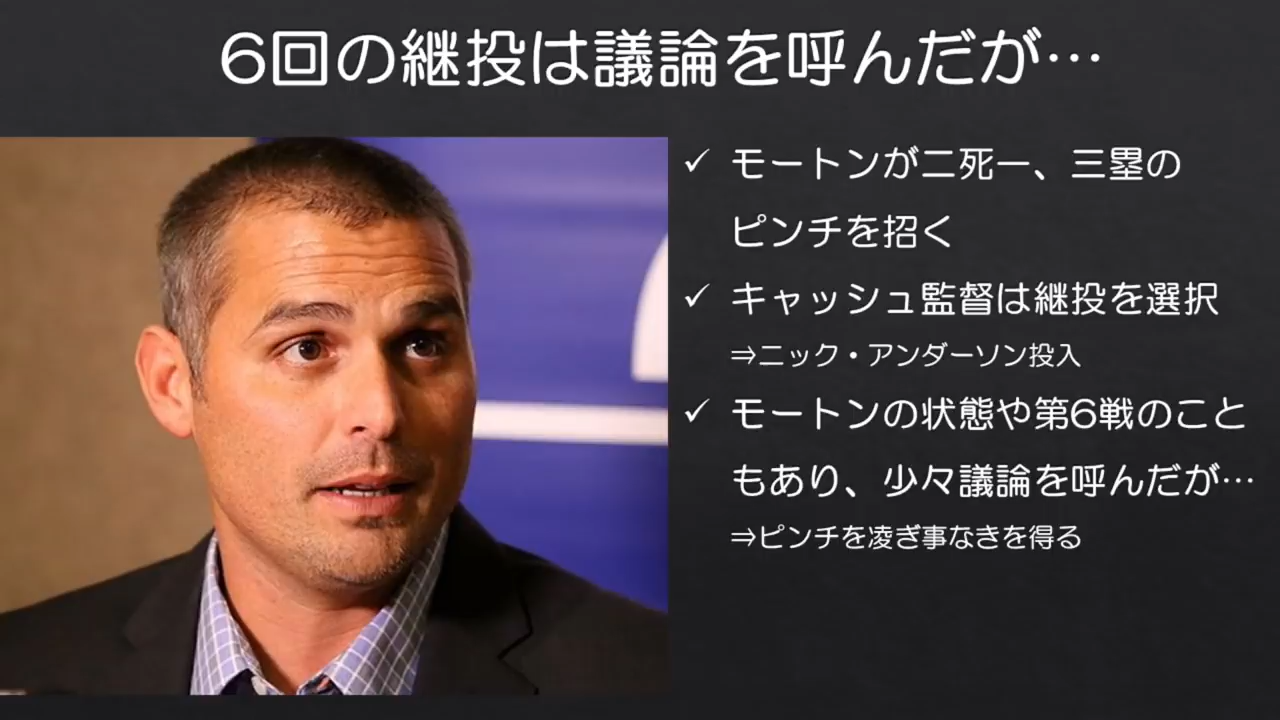 6回の継投は議論を呼んだが…
✓ モートンが二死一、三塁の
ピンチを招く
✓ キャッシュ監督は継投を選択
⇒ニック・アンダーソン投入
✓ モートンの状態や第6戦のこと
もあり、少々議論を呼んだが…
⇒ピンチを凌ぎ事なきを得る